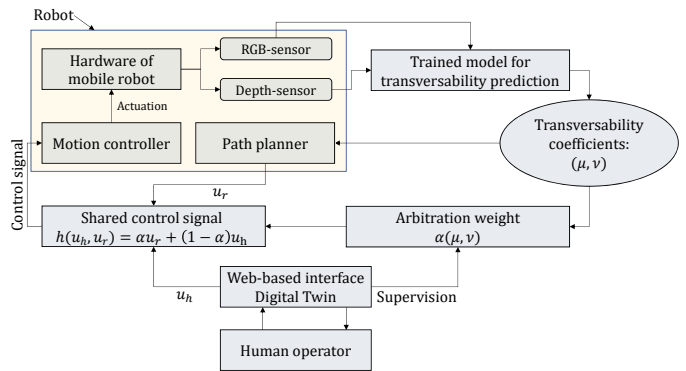 Robot
RGB-sensor
Hardware of
mobile robot
Depth-sensor
Trained model for
transversability prediction
Actuation
Motion controller
Path planner
Transversability
coefficients:
(μ, ν)
Control signal
u_r
Shared control signal
h(u_h, u_r) = αu_r + (1 − α)u_h
Arbitration weight
α(μ, ν)
Web-based interface
Digital Twin
u_h
Supervision
Human operator